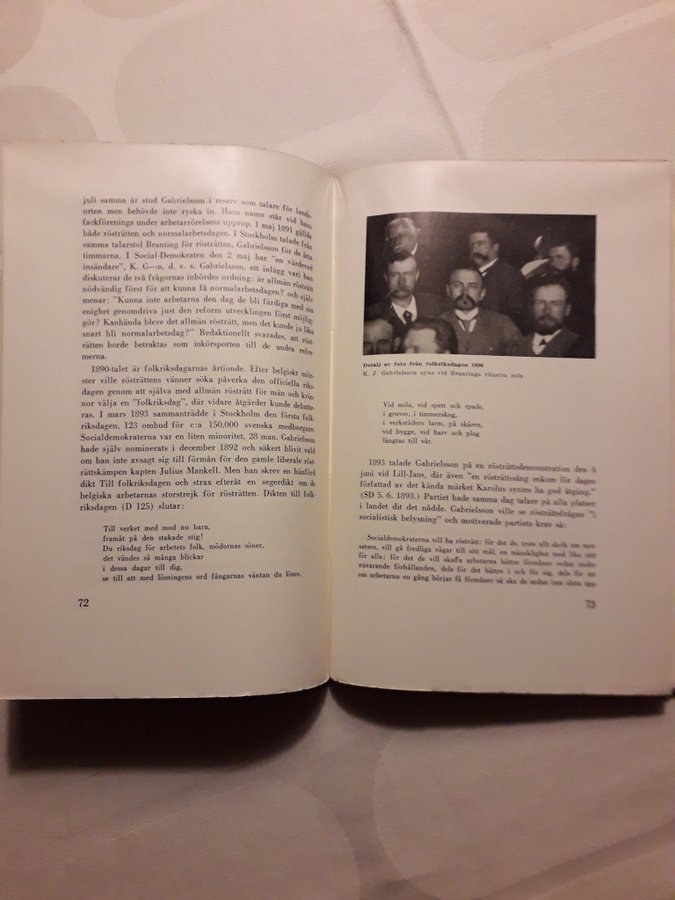 juli samma år stod Gabrielsson i reserv som talare för lands-
orten men behövde inte rycka in. Hans namn står vid
fackförenings under arbetarrörelsens upprop. 1 maj 1891 gällde
både rösträtten och normalarbetsdagen. I Stockholm talade från
samma talarstol Branting för rösträtten, Gabrielsson för de åtta
timmarna. I Social-Demokraten den 2 maj har "en värderad
insändare", K. G—n, d. v. s. Gabrielsson, ett inlägg vari han
diskuterar de två frågornas inbördes ordning: är allmän rösträtt
nödvändig först för att kunna få normalarbetsdagen? och själv
menar: "Kunna inte arbetarna den dag de bli färdiga med sin
enighet genomdriva just den reform utvecklingen först möjlig-
gör? Kanhända bleve det allmän rösträtt, men det kunde ju lika
snart bli normalarbetsdag?" Redaktionellt svarades, att röst-
rätten borde betraktas som inkörsporten till de andra refor-
merna.
1890-talet är folkriksdagarnas årtionde. Efter belgiskt mön-
ster ville rösträttens vänner söka påverka den officiella riks-
dagen genom att själva med allmän rösträtt för män och kvin-
nor välja en "folkriksdag", där vidare åtgärder kunde debatte-
ras. I mars 1893 sammanträdde i Stockholm den första folk-
riksdagen, 123 ombud för c:a 150,000 svenska medborgare.
Socialdemokraterna var en liten minoritet, 28 man. Gabrielsson
hade själv nominerats i december 1892 och säkert blivit vald
om han inte avsagt sig till förmån för den gamle liberale röst-
rättskämpen kapten Julius Mankell. Men han skrev en hänförd
dikt Till folkriksdagen och strax efteråt en segerdikt om de
belgiska arbetarnas storstrejk för rösträtten. Dikten till folk-
riksdagen (D 125) slutar:
Till verket med mod nu bara,
framåt på den stakade stig!
Du riksdag för arbetets folk, mödornas söner,
det vändes så många blickar
i dessa dagar till dig,
se till att med lösningens ord fångarnas väntan du löner.
72
Detalj av foto från folkriksdagen 1896
K. J. Gabrielsson synes vid Brantings vänstra sida
Vid mila, vid spett och spade,
i gruvor, i timmerskog,
i verkstäders larm, på skären,
vid bygge, vid harv och plog
längtas till vår.
1893 talade Gabrielsson på en rösträttsdemonstration den 5
juni vid Lill-Jans, där även "en rösträttssång enkom för dagen
författad av det kända märket Karolus syntes ha god åtgång."
(SD 5. 6. 1893.) Partiet hade samma dag talare på alla platser
i landet dit det nådde. Gabrielsson ville se rösträttsfrågan "i
socialistisk belysning" och motiverade partiets krav så:
Socialdemokraterna vill ha rösträtt: för det de, trots allt skrik om mot-
satsen, vill gå fredliga vägar till sitt mål, en mänsklighet med lika rätt
för alla; för det de vill skaffa arbetarna bättre förmåner redan under
nuvarande förhållanden, dels för det bättre i och för sig, dels för att
om arbetarna en gång börjar få förmåner så ska de sedan inte sluta upp
73